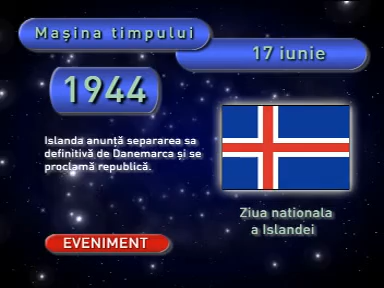 Mașina timpului
17 iunie
1944
Islanda anunță separarea sa
definitivă de Danemarca și se
proclamă republică.
Ziua nationala
a Islandei
EVENIMENT